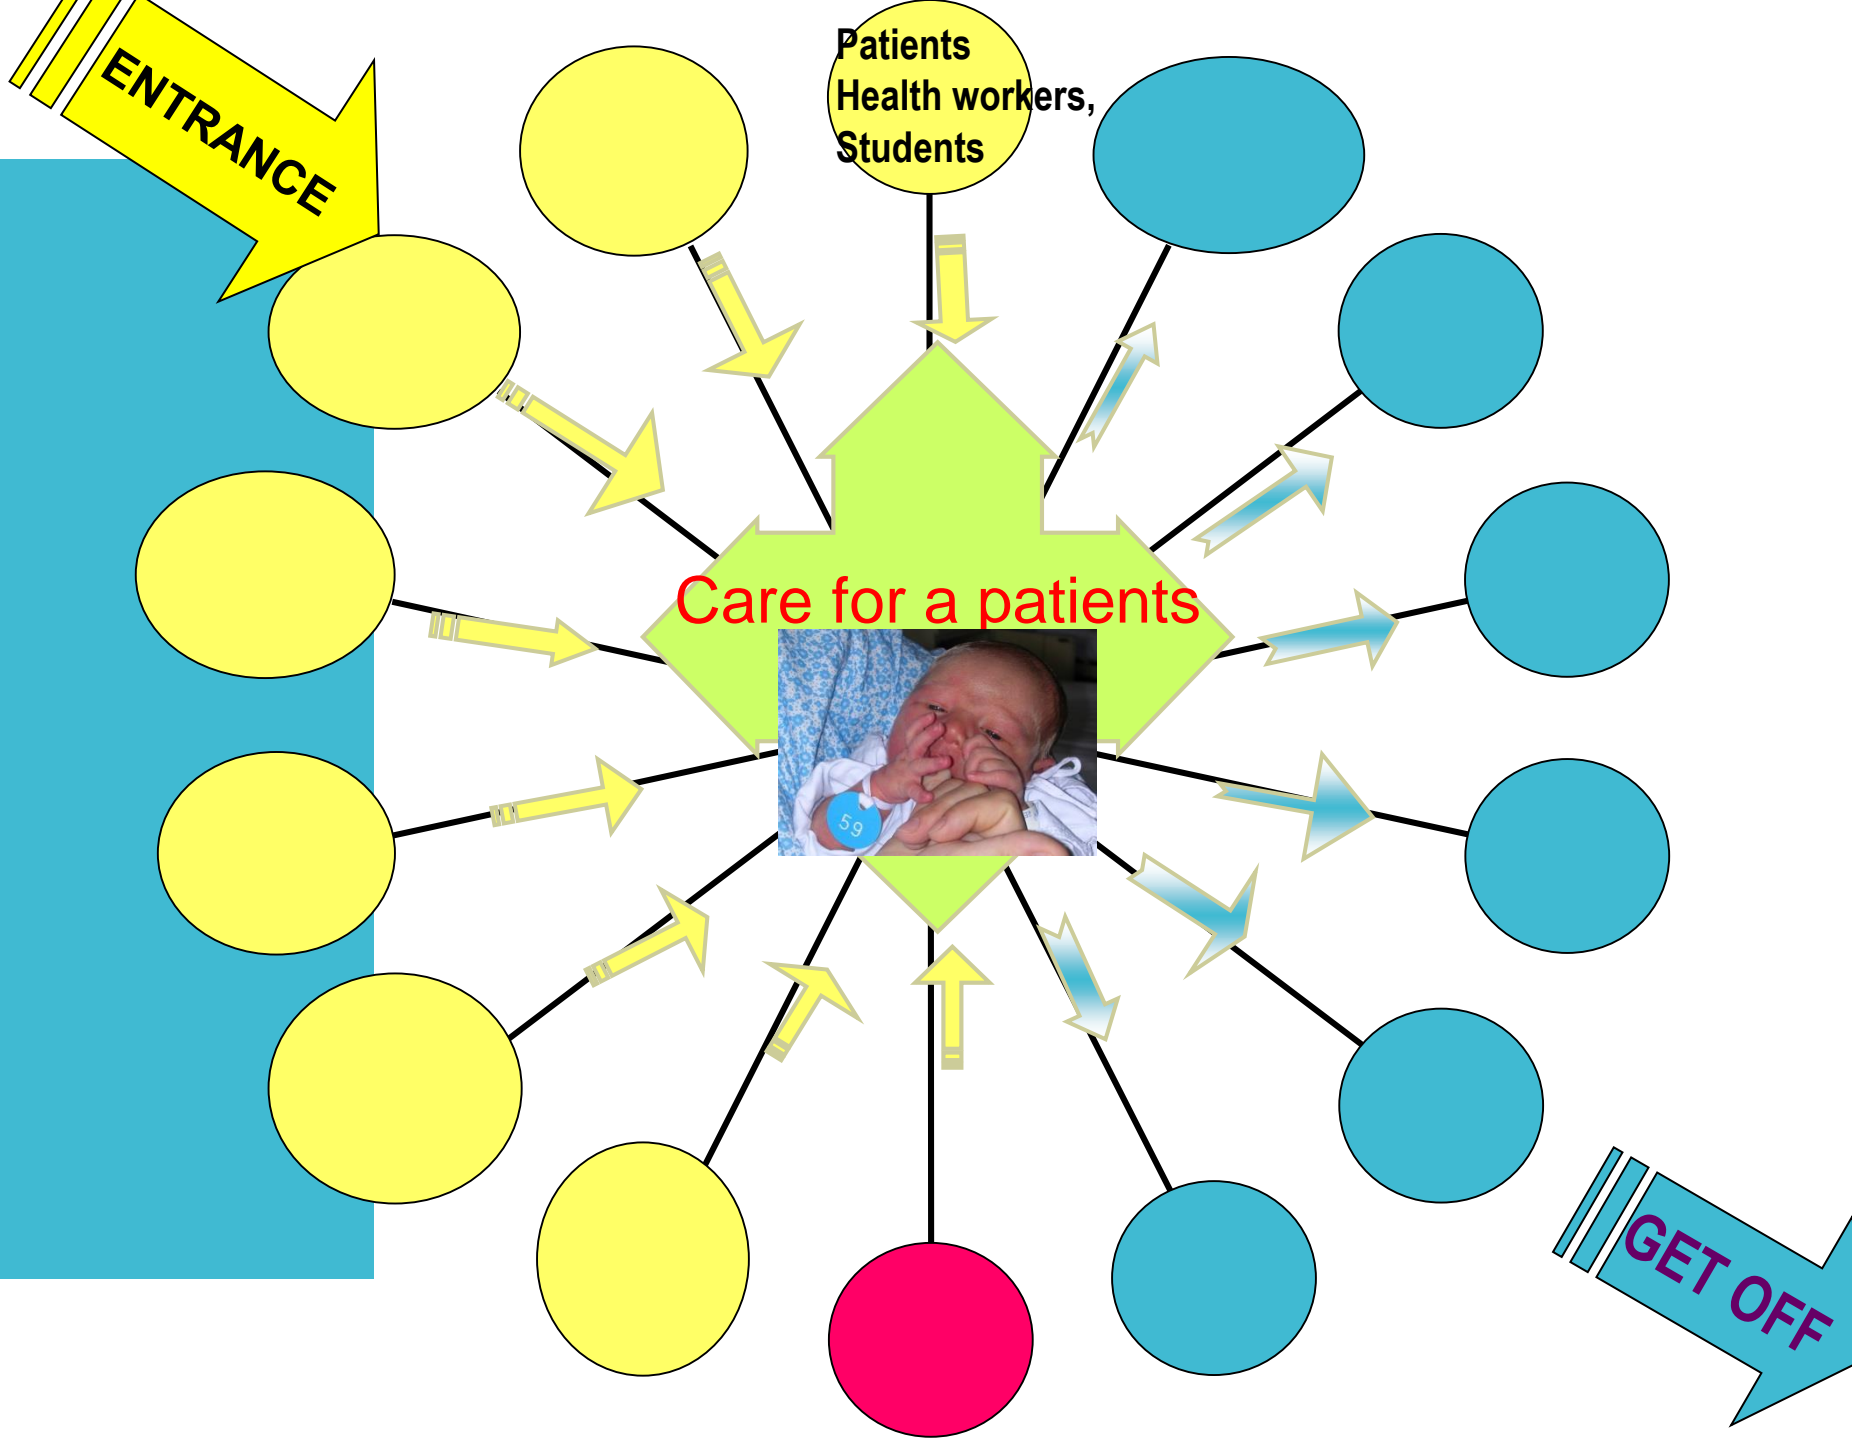 ENTRANCE
Patients
Health workers,
Students
Care for a patients
59
GET OFF